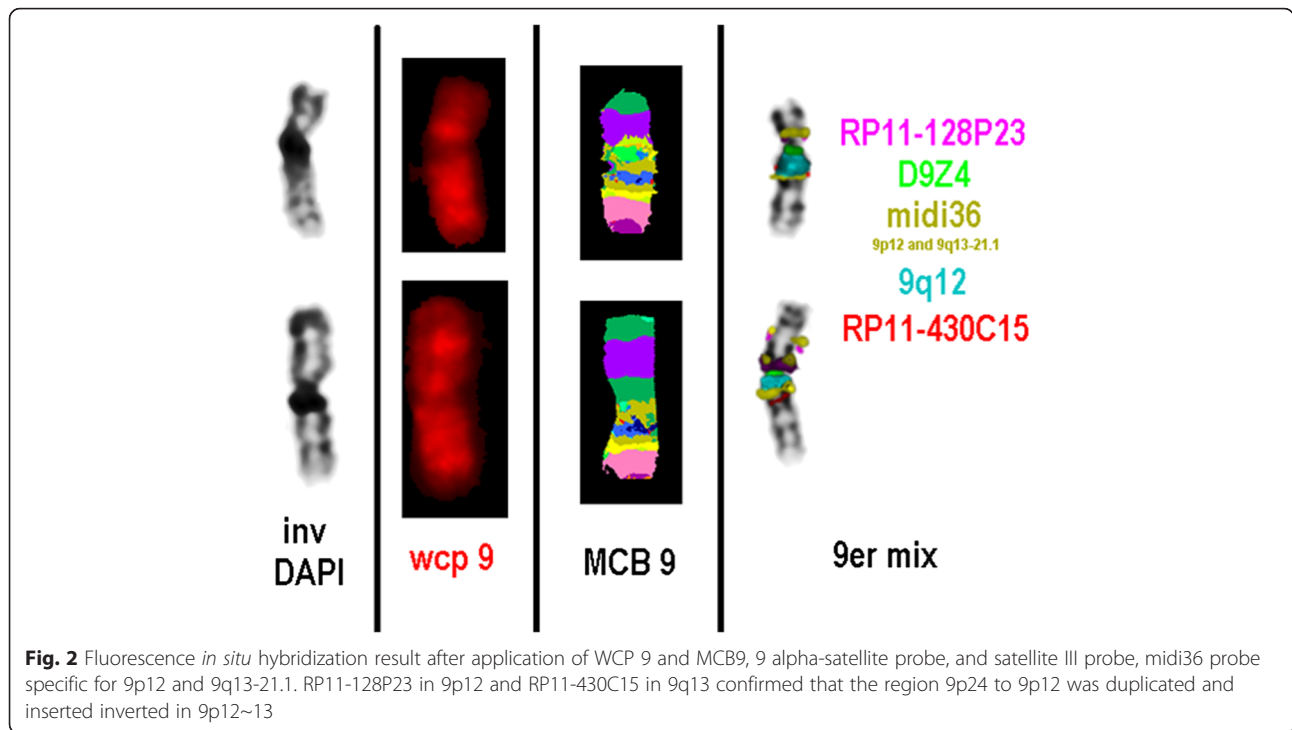 RP11-128P23
D9Z4
midi36
9p12 and 9q13-21.1
9q12
RP11-430C15
inv
DAPI
wcp 9
MCB 9
9er mix
Fig. 2 Fluorescence in situ hybridization result after application of WCP 9 and MCB9, 9 alpha-satellite probe, and satellite III probe, midi36 probe
specific for 9p12 and 9q13-21.1. RP11-128P23 in 9p12 and RP11-430C15 in 9q13 confirmed that the region 9p24 to 9p12 was duplicated and
inserted inverted in 9p12~13